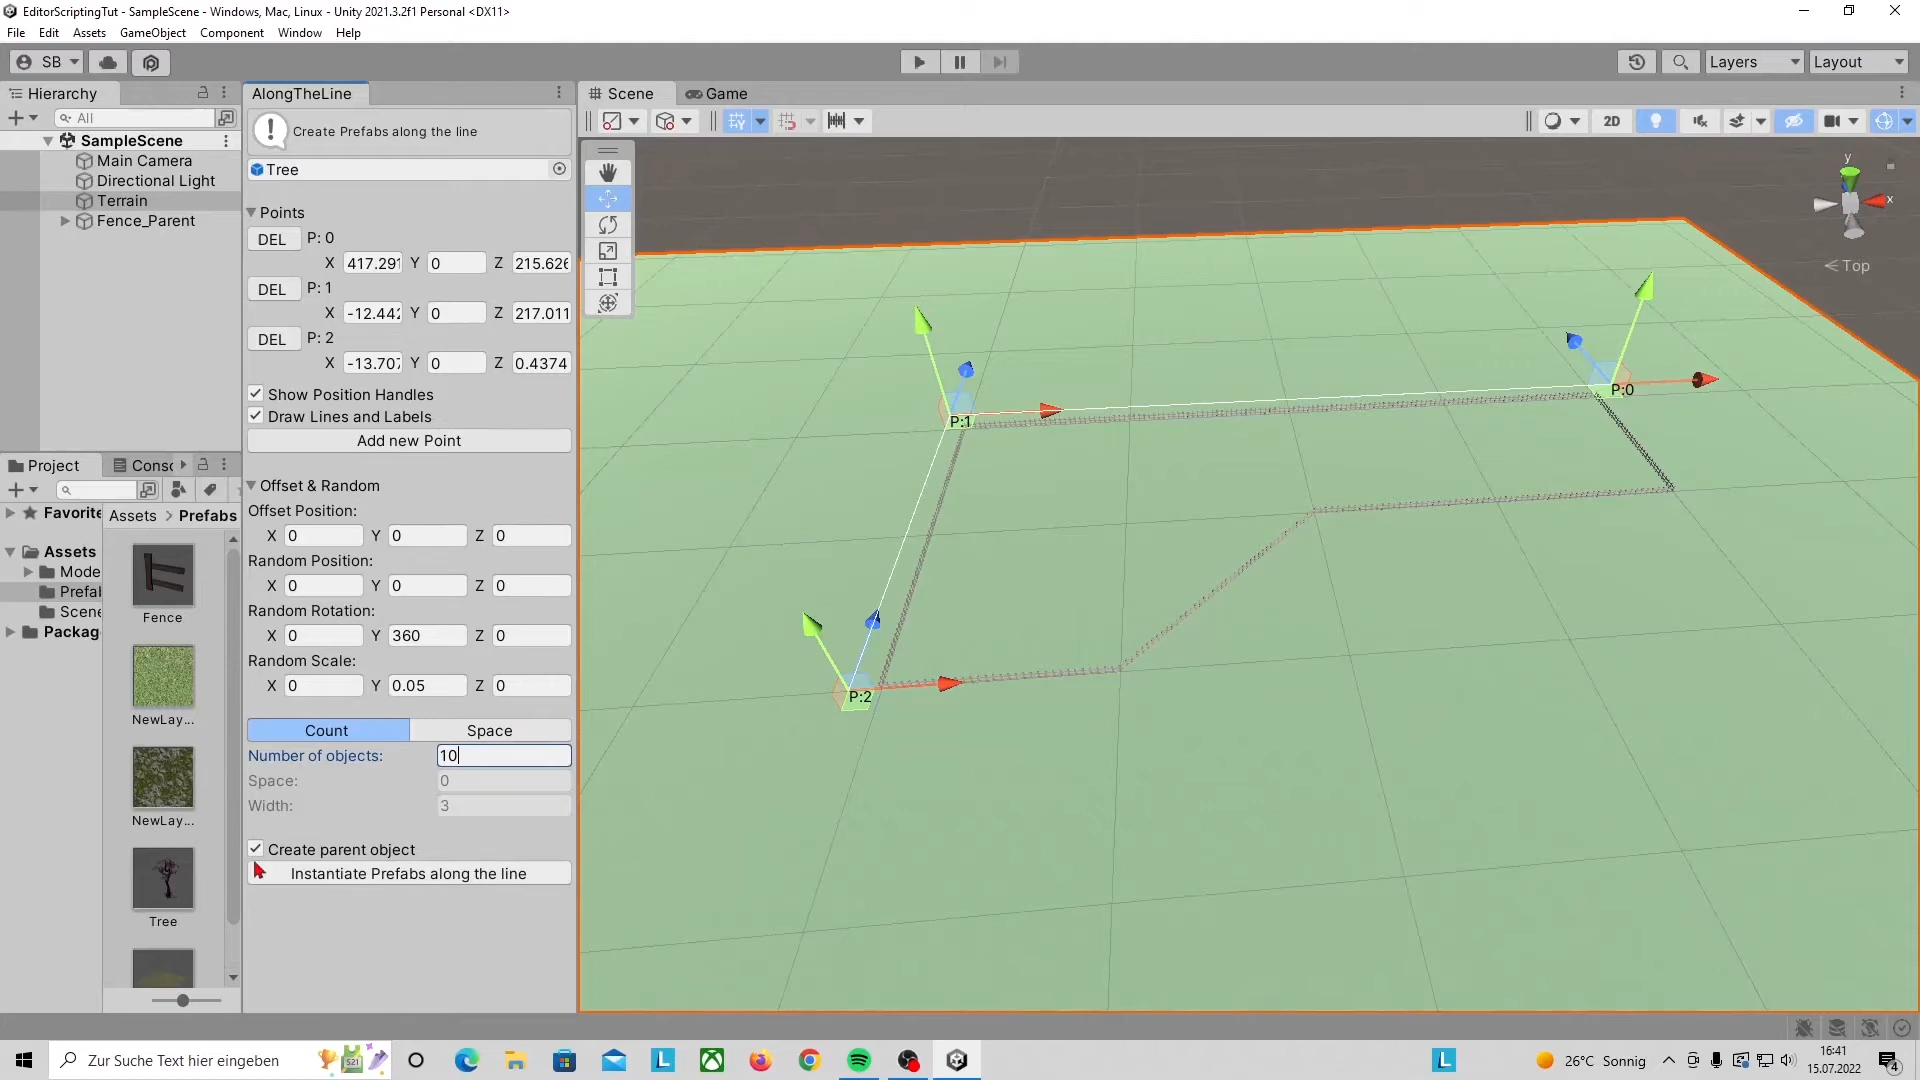 EditorScriptingTut - SampleScene - Windows, Mac, Linux - Unity 2021.3.2f1 Personal <DX11>
File Edit Assets GameObject Component Window Help
SB
Layers
Layout
Hierarchy
All
SampleScene
Main Camera
Directional Light
Terrain
Fence_Parent
AlongTheLine
Create Prefabs along the line
Tree
Points
DEL P: 0
X 417.291 Y 0 Z 215.626
DEL P: 1
X -12.442 Y 0 Z 217.011
DEL P: 2
X -13.707 Y 0 Z 0.4374
Show Position Handles
Draw Lines and Labels
Add new Point
Offset & Random
Offset Position:
X 0 Y 0 Z 0
Random Position:
X 0 Y 0 Z 0
Random Rotation:
X 0 Y 360 Z 0
Random Scale:
X 0 Y 0.05 Z 0
Count Space
Number of objects: 10
Space: 0
Width: 3
Create parent object
Instantiate Prefabs along the line
Scene Game
2D
y
x
Top
P:0
P:1
P:2
Project Consc
Favorite
Assets
Mode
Prefal
Scene
Packag
Assets > Prefabs
Fence
NewLay...
NewLay...
Tree
Zur Suche Text hier eingeben
26°C Sonnig
16:41
15.07.2022
4